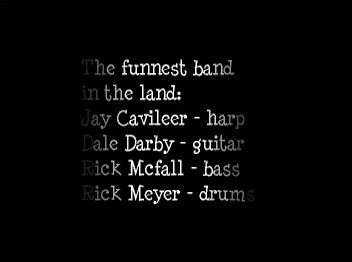 The funnest band
in the land:
Jay Cavileer - harp
Dale Darby - guitar
Rick Mcfall - bass
Rick Meyer - drums